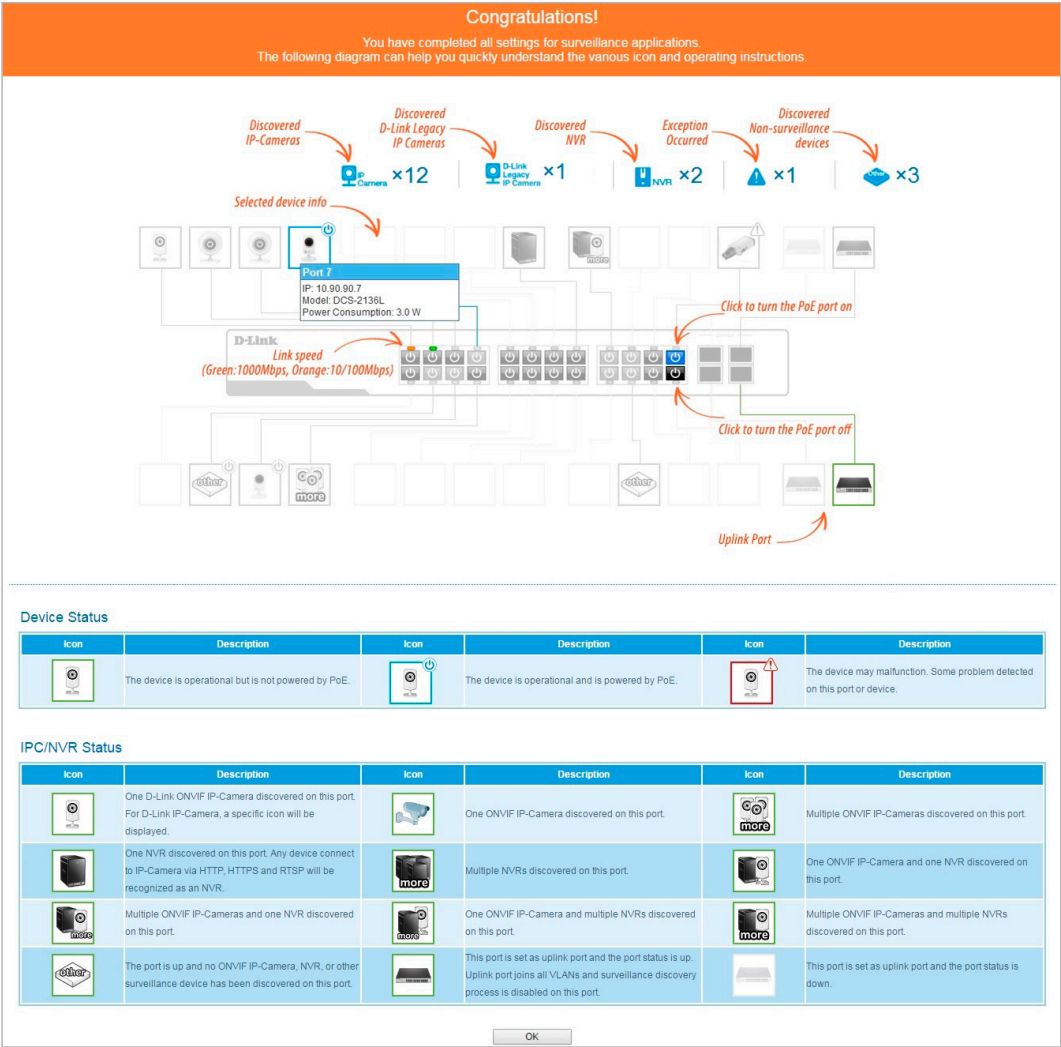 Congratulations!
You have completed all settings for surveillance applications.
The following diagram can help you quickly understand the various icon and operating instructions.
Discovered
IP-Cameras
Discovered
D-Link Legacy
IP Cameras
Discovered
NVR
Exception
Occurred
Discovered
Non-surveillance
devices
IP
Camera
×12
D-Link
Legacy
IP Camera
×1
NVR
×2
×1
Other
×3
Selected device info
more
Port 7
IP: 10.90.90.7
Model: DCS-2136L
Power Consumption: 3.0 W
Click to turn the PoE port on
D-Link
Link speed
(Green:1000Mbps, Orange:10/100Mbps)
Click to turn the PoE port off
other
more
other
Uplink Port
Device Status
Icon Description Icon Description Icon Description
The device is operational but is not powered by PoE.
The device is operational and is powered by PoE.
The device may malfunction. Some problem detected
on this port or device.
IPC/NVR Status
Icon Description Icon Description Icon Description
One D-Link ONVIF IP-Camera discovered on this port.
For D-Link IP-Camera, a specific icon will be
displayed.
One ONVIF IP-Camera discovered on this port.
more
Multiple ONVIF IP-Cameras discovered on this port.
One NVR discovered on this port. Any device connect
to IP-Camera via HTTP, HTTPS and RTSP will be
recognized as an NVR.
more
Multiple NVRs discovered on this port.
One ONVIF IP-Camera and one NVR discovered on
this port.
more
Multiple ONVIF IP-Cameras and one NVR discovered
on this port.
more
One ONVIF IP-Camera and multiple NVRs discovered
on this port.
more
Multiple ONVIF IP-Cameras and multiple NVRs
discovered on this port.
other
The port is up and no ONVIF IP-Camera, NVR, or other
surveillance device has been discovered on this port.
This port is set as uplink port and the port status is up.
Uplink port joins all VLANs and surveillance discovery
process is disabled on this port.
This port is set as uplink port and the port status is
down.
OK